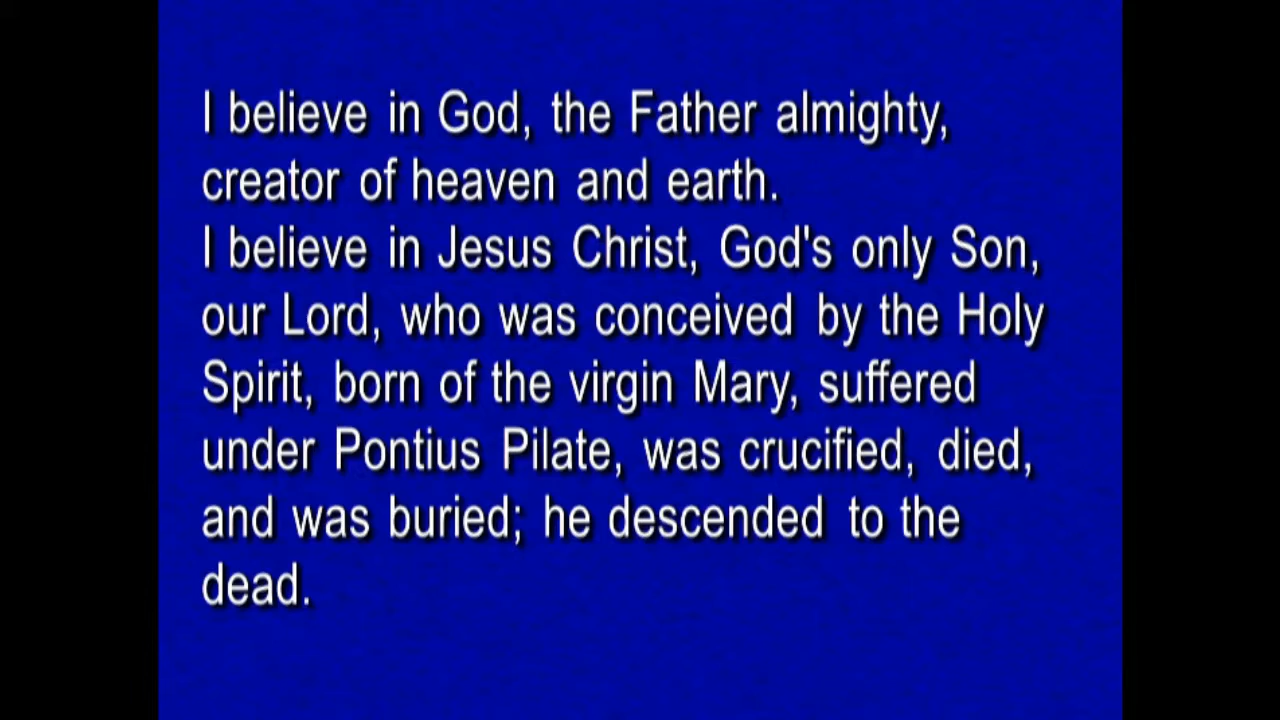 I believe in God, the Father almighty,
creator of heaven and earth.
I believe in Jesus Christ, God's only Son,
our Lord, who was conceived by the Holy
Spirit, born of the virgin Mary, suffered
under Pontius Pilate, was crucified, died,
and was buried; he descended to the
dead.